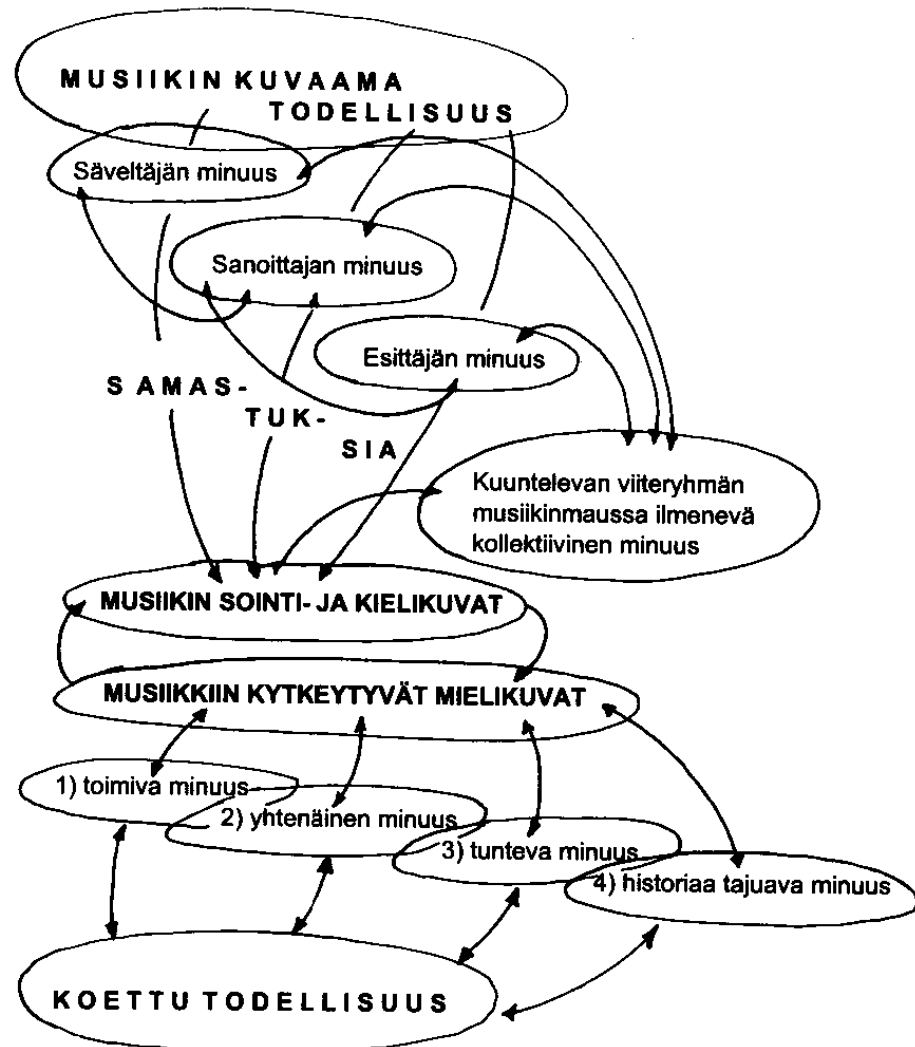 MUSIIKIN KUVAAMA
TODELLISUUS
Säveltäjän minuus
Sanoittajan minuus
Esittäjän minuus
SAMAS-
TUK-
SIA
Kuuntelevan viiteryhmän
musiikinmaussa ilmenevä
kollektiivinen minuus
MUSIIKIN SOINTI- JA KIELIKUVAT
MUSIIKKIIN KYTKEYTYVÄT MIELIKUVAT
1) toimiva minuus
2) yhtenäinen minuus
3) tunteva minuus
4) historiaa tajuava minuus
KOETTU TODELLISUUS